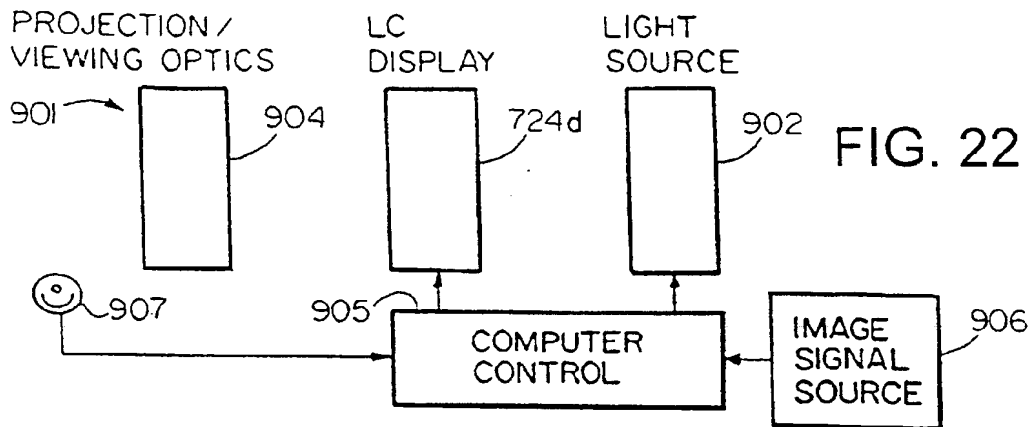 PROJECTION/
VIEWING OPTICS
LC
DISPLAY
LIGHT
SOURCE
901
904
724d
902
FIG. 22
907
905
COMPUTER
CONTROL
IMAGE
SIGNAL
SOURCE
906